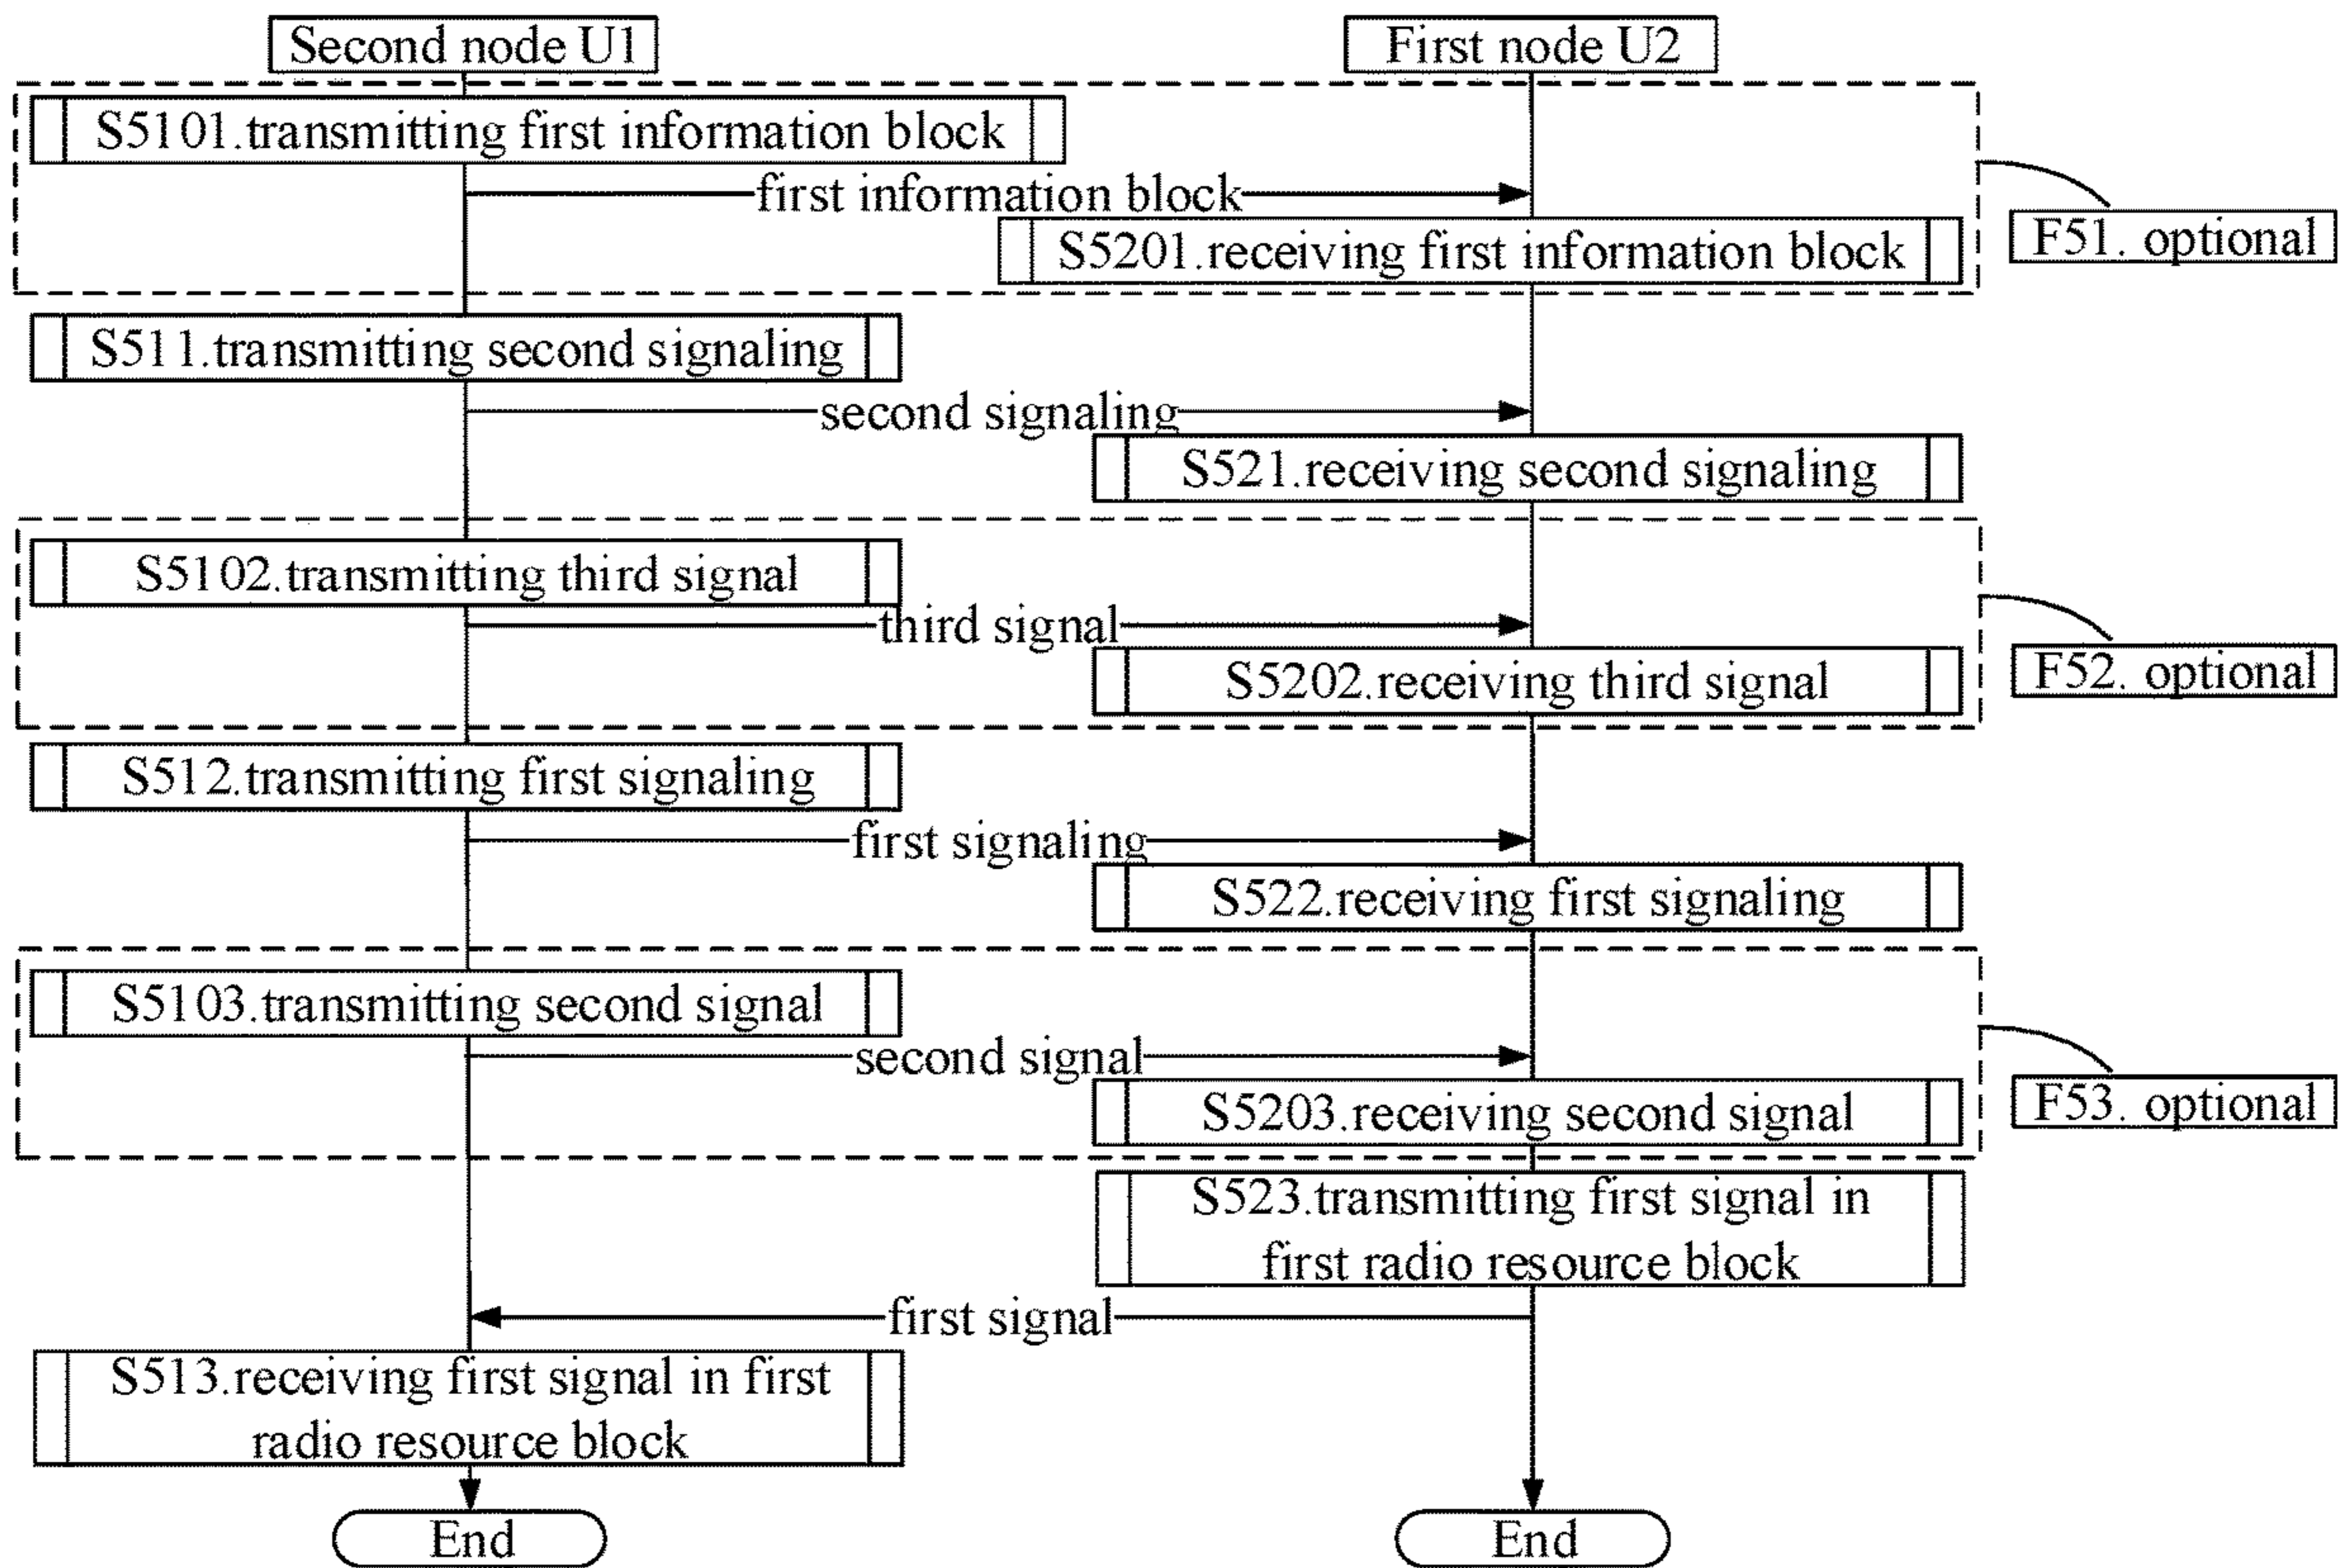 Second node U1
First node U2
S5101.transmitting first information block
first information block
S5201.receiving first information block
F51. optional
S511.transmitting second signaling
second signaling
S521.receiving second signaling
S5102.transmitting third signal
third signal
S5202.receiving third signal
F52. optional
S512.transmitting first signaling
first signaling
S522.receiving first signaling
S5103.transmitting second signal
second signal
S5203.receiving second signal
F53. optional
S523.transmitting first signal in
first radio resource block
first signal
S513.receiving first signal in first
radio resource block
End
End